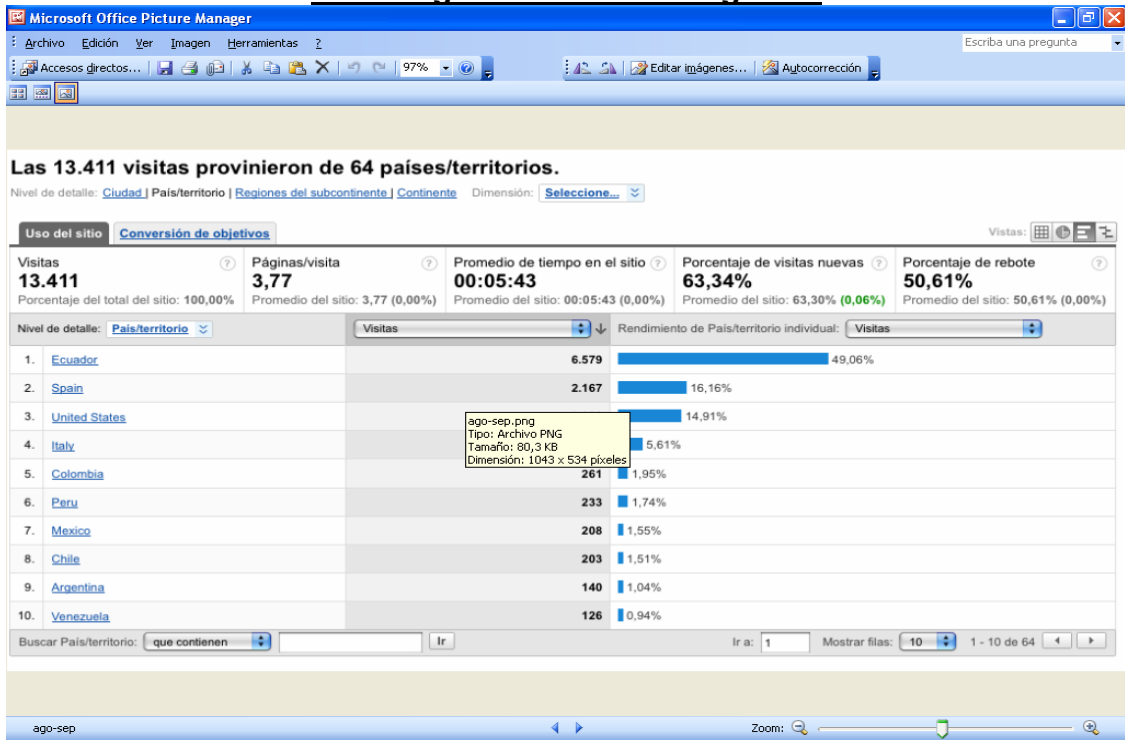 Microsoft Office Picture Manager
Archivo Edición Ver Imagen Herramientas ? Escriba una pregunta
Accesos directos... 97% Editar imágenes... Autocorrección
Las 13.411 visitas provinieron de 64 países/territorios.
Nivel de detalle: Ciudad | País/territorio | Regiones del subcontinente | Continente Dimensión: Seleccione...
Uso del sitio Conversión de objetivos Vistas:
Visitas ? Páginas/visita ? Promedio de tiempo en el sitio ? Porcentaje de visitas nuevas ? Porcentaje de rebote ?
13.411 3,77 00:05:43 63,34% 50,61%
Porcentaje del total del sitio: 100,00% Promedio del sitio: 3,77 (0,00%) Promedio del sitio: 00:05:43 (0,00%) Promedio del sitio: 63,30% (0,06%) Promedio del sitio: 50,61% (0,00%)
Nivel de detalle: País/territorio Visitas Rendimiento de País/territorio individual: Visitas
1. Ecuador 6.579 49,06%
2. Spain 2.167 16,16%
3. United States 14,91%
4. Italy 5,61%
ago-sep.png
Tipo: Archivo PNG
Tamaño: 80,3 KB
Dimensión: 1043 x 534 píxeles
5. Colombia 261 1,95%
6. Peru 233 1,74%
7. Mexico 208 1,55%
8. Chile 203 1,51%
9. Argentina 140 1,04%
10. Venezuela 126 0,94%
Buscar País/territorio: que contienen Ir Ir a: 1 Mostrar filas: 10 1 - 10 de 64
ago-sep Zoom: